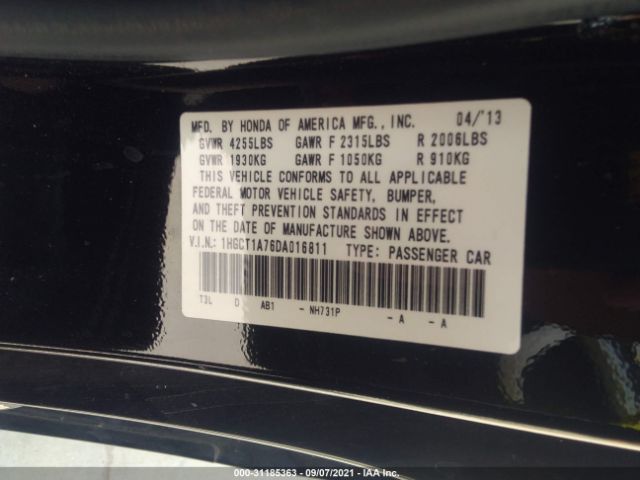 MFD. BY HONDA OF AMERICA MFG., INC. 04/'13
GVWR 4255LBS GAWR F 2315LBS R 2006LBS
GVWR 1930KG GAWR F 1050KG R 910KG
THIS VEHICLE CONFORMS TO ALL APPLICABLE
FEDERAL MOTOR VEHICLE SAFETY, BUMPER,
AND THEFT PREVENTION STANDARDS IN EFFECT
ON THE DATE OF MANUFACTURE SHOWN ABOVE.
V.I.N.: 1HGCT1A76DA016811 TYPE: PASSENGER CAR
T3L D AB1 - NH731P - A - A
000-31185363 - 09/07/2021 - IAA Inc.